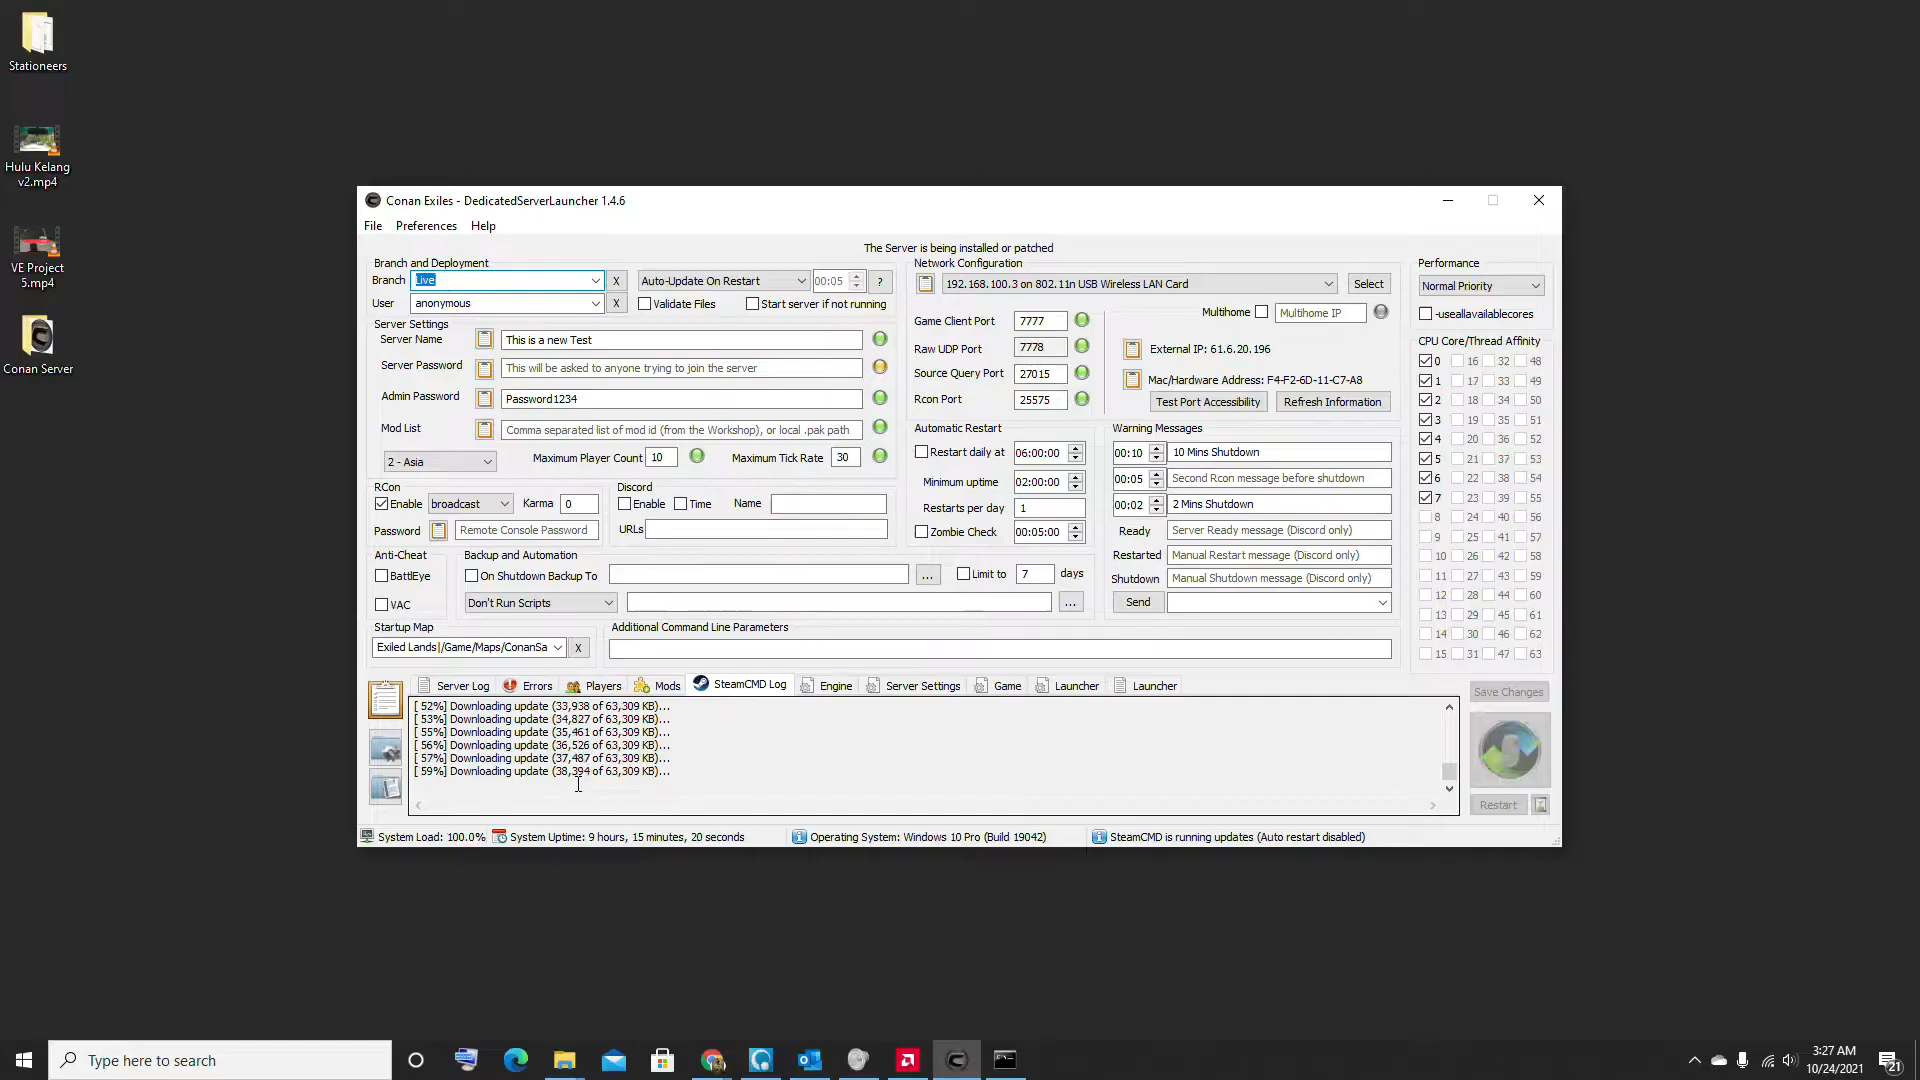 Stationeers
Hulu Kelang
v2.mp4
VE Project
5.mp4
Conan Server
Conan Exiles - DedicatedServerLauncher 1.4.6
File Preferences Help
The Server is being installed or patched
Branch and Deployment
Branch Live X Auto-Update On Restart 00:05 ?
User anonymous X Validate Files Start server if not running
Server Settings
Server Name This is a new Test
Server Password This will be asked to anyone trying to join the server
Admin Password Password1234
Mod List Comma separated list of mod id (from the Workshop), or local .pak path
2 - Asia Maximum Player Count 10 Maximum Tick Rate 30
RCon
Enable broadcast Karma 0
Password Remote Console Password
Discord
Enable Time Name
URLs
Anti-Cheat
BattlEye
VAC
Backup and Automation
On Shutdown Backup To ... Limit to 7 days
Don't Run Scripts ...
Startup Map
Exiled Lands|/Game/Maps/ConanSa X
Additional Command Line Parameters
Network Configuration
192.168.100.3 on 802.11n USB Wireless LAN Card Select
Multihome Multihome IP
Game Client Port 7777
Raw UDP Port 7778
Source Query Port 27015
Rcon Port 25575
External IP: 61.6.20.196
Mac/Hardware Address: F4-F2-6D-11-C7-A8
Test Port Accessibility Refresh Information
Automatic Restart
Restart daily at 06:00:00
Minimum uptime 02:00:00
Restarts per day 1
Zombie Check 00:05:00
Warning Messages
00:10 10 Mins Shutdown
00:05 Second Rcon message before shutdown
00:02 2 Mins Shutdown
Ready Server Ready message (Discord only)
Restarted Manual Restart message (Discord only)
Shutdown Manual Shutdown message (Discord only)
Send
Performance
Normal Priority
-useallavailablecores
CPU Core/Thread Affinity
0 16 32 48
1 17 33 49
2 18 34 50
3 19 35 51
4 20 36 52
5 21 37 53
6 22 38 54
7 23 39 55
8 24 40 56
9 25 41 57
10 26 42 58
11 27 43 59
12 28 44 60
13 29 45 61
14 30 46 62
15 31 47 63
Server Log Errors Players Mods SteamCMD Log Engine Server Settings Game Launcher Launcher
[ 52%] Downloading update (33,938 of 63,309 KB)...
[ 53%] Downloading update (34,827 of 63,309 KB)...
[ 55%] Downloading update (35,461 of 63,309 KB)...
[ 56%] Downloading update (36,526 of 63,309 KB)...
[ 57%] Downloading update (37,487 of 63,309 KB)...
[ 59%] Downloading update (38,394 of 63,309 KB)...
Save Changes
Restart
System Load: 100.0% System Uptime: 9 hours, 15 minutes, 20 seconds Operating System: Windows 10 Pro (Build 19042) SteamCMD is running updates (Auto restart disabled)
Type here to search
3:27 AM
10/24/2021
21